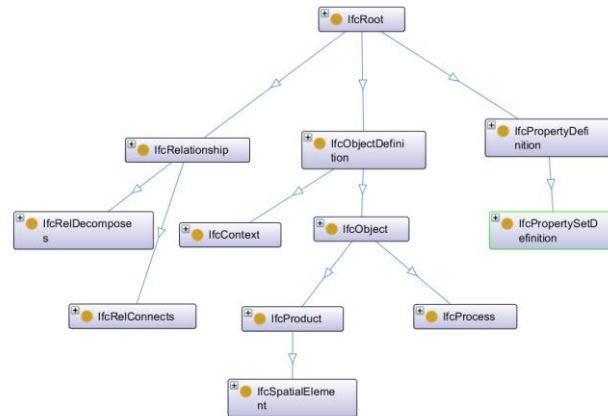 IfcRoot
IfcRelationship
IfcObjectDefini
tion
IfcPropertyDefi
nition
IfcRelDecompose
s
IfcContext
IfcObject
IfcPropertySetD
efinition
IfcRelConnects
IfcProduct
IfcProcess
IfcSpatialEleme
nt